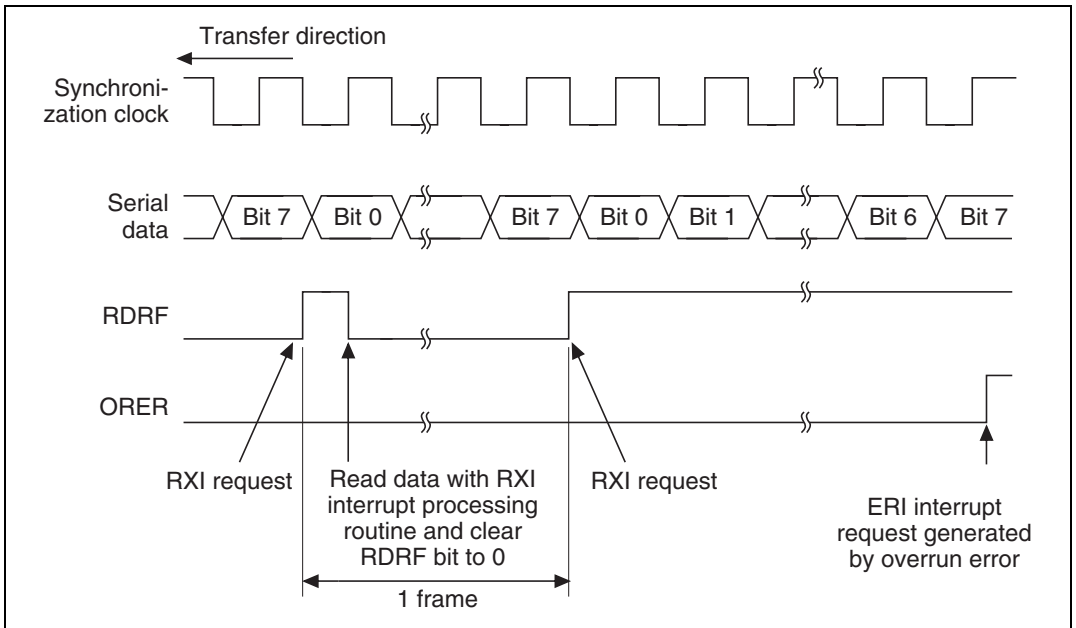 Transfer direction
Synchroni-
zation clock
Serial
data
Bit 7
Bit 0
Bit 7
Bit 0
Bit 1
Bit 6
Bit 7
RDRF
ORER
RXI request
Read data with RXI
interrupt processing
routine and clear
RDRF bit to 0
RXI request
ERI interrupt
request generated
by overrun error
1 frame